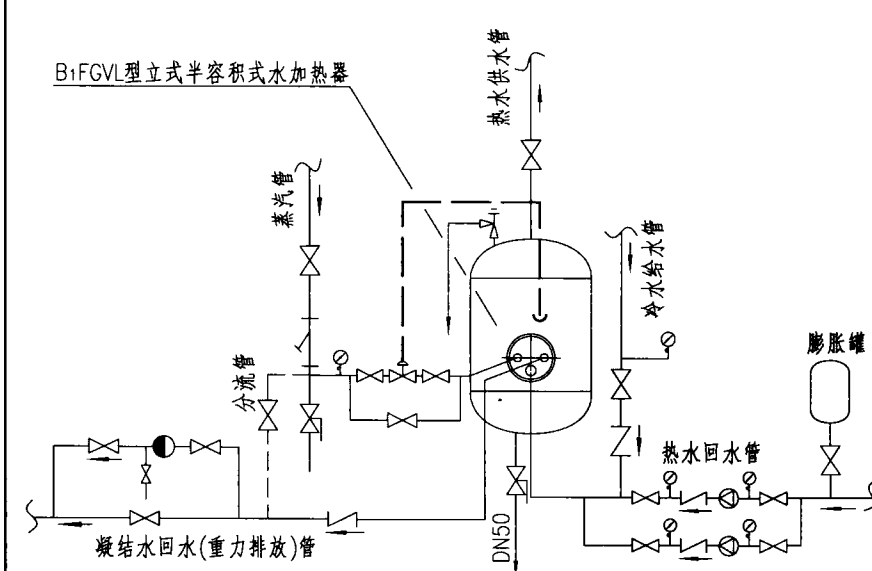 B1FGVL型立式半容积式水加热器
热水供水管
蒸汽管
冷水给水管
膨胀罐
分流管
热水回水管
凝结水回水(重力排放)管
DN50